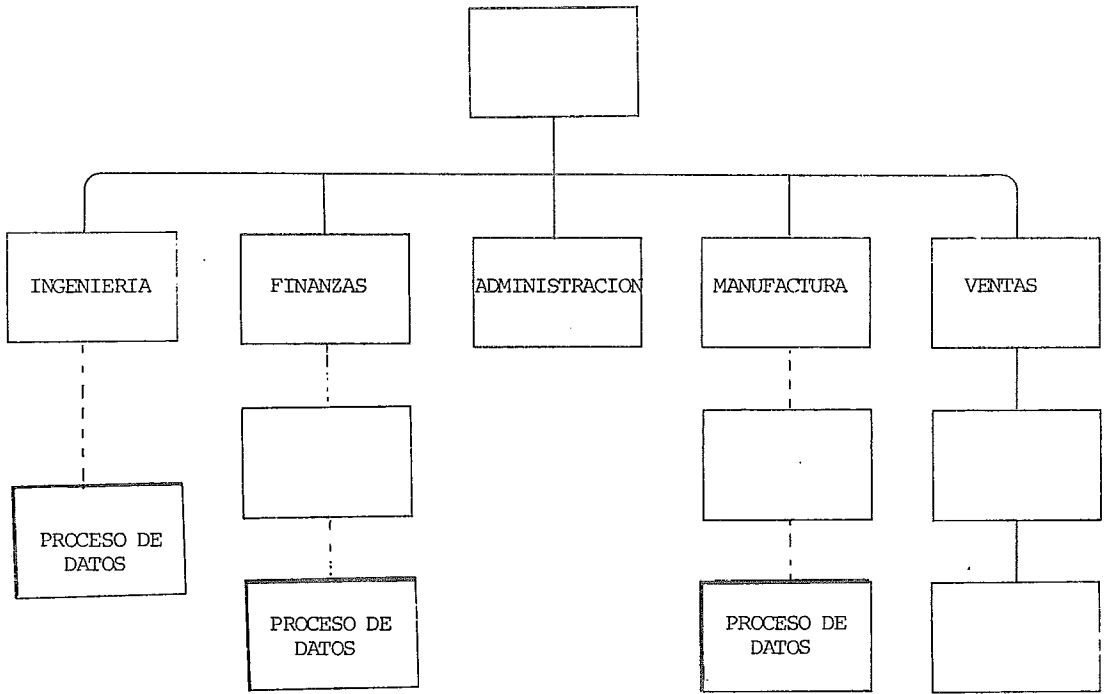 INGENIERIA
FINANZAS
ADMINISTRACION
MANUFACTURA
VENTAS
PROCESO DE
DATOS
PROCESO DE
DATOS
PROCESO DE
DATOS